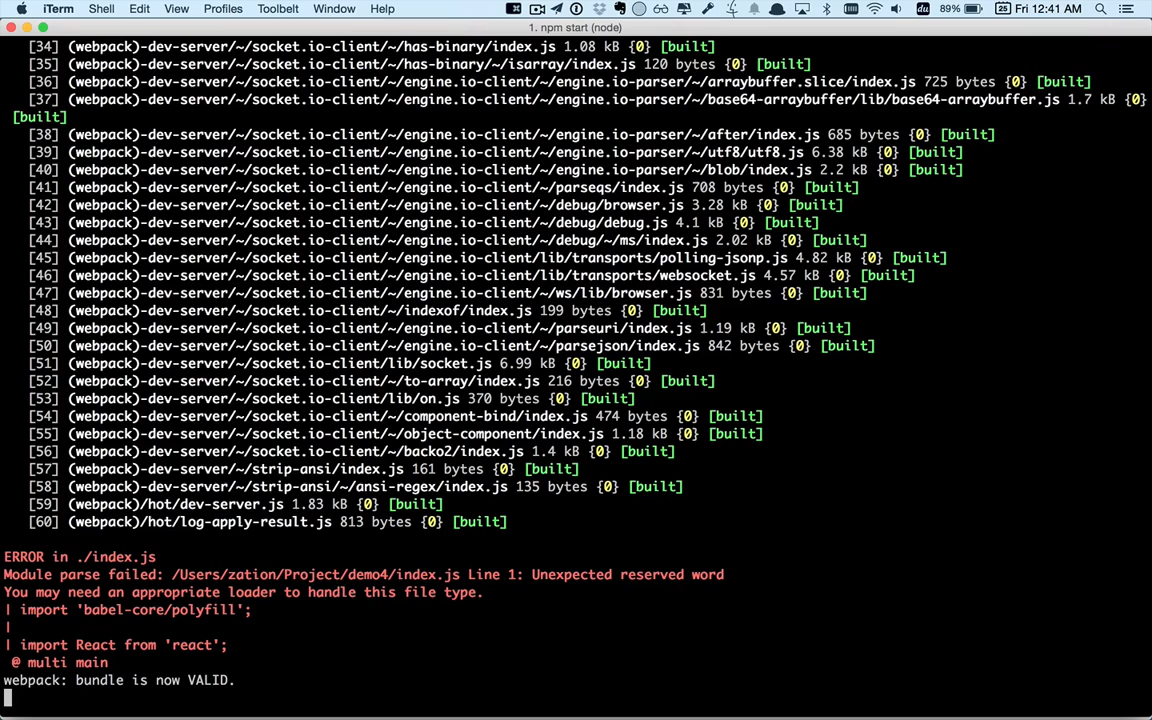 iTerm Shell Edit View Profiles Toolbelt Window Help 89% 25 Fri 12:41 AM
1. npm start (node)
[34] (webpack)-dev-server/~/socket.io-client/~/has-binary/index.js 1.08 kB {0} [built]
[35] (webpack)-dev-server/~/socket.io-client/~/has-binary/~/isarray/index.js 120 bytes {0} [built]
[36] (webpack)-dev-server/~/socket.io-client/~/engine.io-client/~/engine.io-parser/~/arraybuffer.slice/index.js 725 bytes {0} [built]
[37] (webpack)-dev-server/~/socket.io-client/~/engine.io-client/~/engine.io-parser/~/base64-arraybuffer/lib/base64-arraybuffer.js 1.7 kB {0}
[built]
[38] (webpack)-dev-server/~/socket.io-client/~/engine.io-client/~/engine.io-parser/~/after/index.js 685 bytes {0} [built]
[39] (webpack)-dev-server/~/socket.io-client/~/engine.io-client/~/engine.io-parser/~/utf8/utf8.js 6.38 kB {0} [built]
[40] (webpack)-dev-server/~/socket.io-client/~/engine.io-client/~/engine.io-parser/~/blob/index.js 2.2 kB {0} [built]
[41] (webpack)-dev-server/~/socket.io-client/~/engine.io-client/~/parseqs/index.js 708 bytes {0} [built]
[42] (webpack)-dev-server/~/socket.io-client/~/engine.io-client/~/debug/browser.js 3.28 kB {0} [built]
[43] (webpack)-dev-server/~/socket.io-client/~/engine.io-client/~/debug/debug.js 4.1 kB {0} [built]
[44] (webpack)-dev-server/~/socket.io-client/~/engine.io-client/~/debug/~/ms/index.js 2.02 kB {0} [built]
[45] (webpack)-dev-server/~/socket.io-client/~/engine.io-client/lib/transports/polling-jsonp.js 4.82 kB {0} [built]
[46] (webpack)-dev-server/~/socket.io-client/~/engine.io-client/lib/transports/websocket.js 4.57 kB {0} [built]
[47] (webpack)-dev-server/~/socket.io-client/~/engine.io-client/~/ws/lib/browser.js 831 bytes {0} [built]
[48] (webpack)-dev-server/~/socket.io-client/~/indexof/index.js 199 bytes {0} [built]
[49] (webpack)-dev-server/~/socket.io-client/~/engine.io-client/~/parseuri/index.js 1.19 kB {0} [built]
[50] (webpack)-dev-server/~/socket.io-client/~/engine.io-client/~/parsejson/index.js 842 bytes {0} [built]
[51] (webpack)-dev-server/~/socket.io-client/lib/socket.js 6.99 kB {0} [built]
[52] (webpack)-dev-server/~/socket.io-client/~/to-array/index.js 216 bytes {0} [built]
[53] (webpack)-dev-server/~/socket.io-client/lib/on.js 370 bytes {0} [built]
[54] (webpack)-dev-server/~/socket.io-client/~/component-bind/index.js 474 bytes {0} [built]
[55] (webpack)-dev-server/~/socket.io-client/~/object-component/index.js 1.18 kB {0} [built]
[56] (webpack)-dev-server/~/socket.io-client/~/backo2/index.js 1.4 kB {0} [built]
[57] (webpack)-dev-server/~/strip-ansi/index.js 161 bytes {0} [built]
[58] (webpack)-dev-server/~/strip-ansi/~/ansi-regex/index.js 135 bytes {0} [built]
[59] (webpack)/hot/dev-server.js 1.83 kB {0} [built]
[60] (webpack)/hot/log-apply-result.js 813 bytes {0} [built]
ERROR in ./index.js
Module parse failed: /Users/zation/Project/demo4/index.js Line 1: Unexpected reserved word
You may need an appropriate loader to handle this file type.
| import 'babel-core/polyfill';
|
| import React from 'react';
@ multi main
webpack: bundle is now VALID.